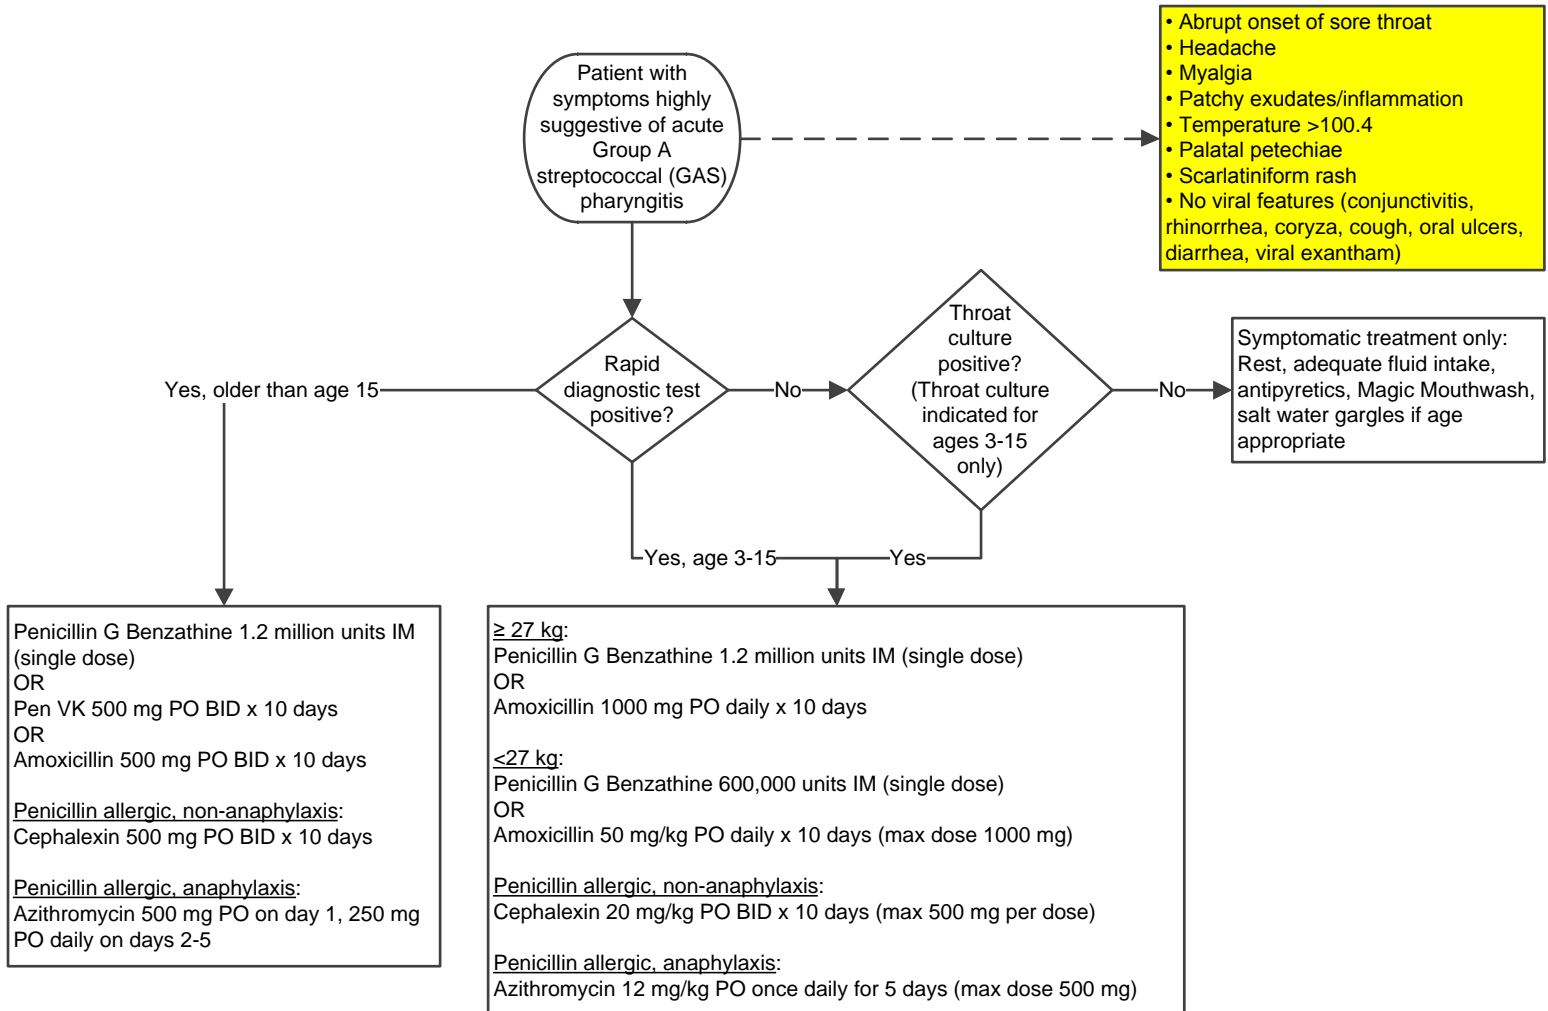 Patient with
symptoms highly
suggestive of acute
Group A
streptococcal (GAS)
pharyngitis
• Abrupt onset of sore throat
• Headache
• Myalgia
• Patchy exudates/inflammation
• Temperature >100.4
• Palatal petechiae
• Scarlatiniform rash
• No viral features (conjunctivitis,
rhinorrhea, coryza, cough, oral ulcers,
diarrhea, viral exantham)
Yes, older than age 15
Rapid
diagnostic test
positive?
No
Throat
culture
positive?
(Throat culture
indicated for
ages 3-15
only)
No
Symptomatic treatment only:
Rest, adequate fluid intake,
antipyretics, Magic Mouthwash,
salt water gargles if age
appropriate
Yes, age 3-15
Yes
Penicillin G Benzathine 1.2 million units IM
(single dose)
OR
Pen VK 500 mg PO BID x 10 days
OR
Amoxicillin 500 mg PO BID x 10 days
Penicillin allergic, non-anaphylaxis:
Cephalexin 500 mg PO BID x 10 days
Penicillin allergic, anaphylaxis:
Azithromycin 500 mg PO on day 1, 250 mg
PO daily on days 2-5
≥ 27 kg:
Penicillin G Benzathine 1.2 million units IM (single dose)
OR
Amoxicillin 1000 mg PO daily x 10 days
<27 kg:
Penicillin G Benzathine 600,000 units IM (single dose)
OR
Amoxicillin 50 mg/kg PO daily x 10 days (max dose 1000 mg)
Penicillin allergic, non-anaphylaxis:
Cephalexin 20 mg/kg PO BID x 10 days (max 500 mg per dose)
Penicillin allergic, anaphylaxis:
Azithromycin 12 mg/kg PO once daily for 5 days (max dose 500 mg)